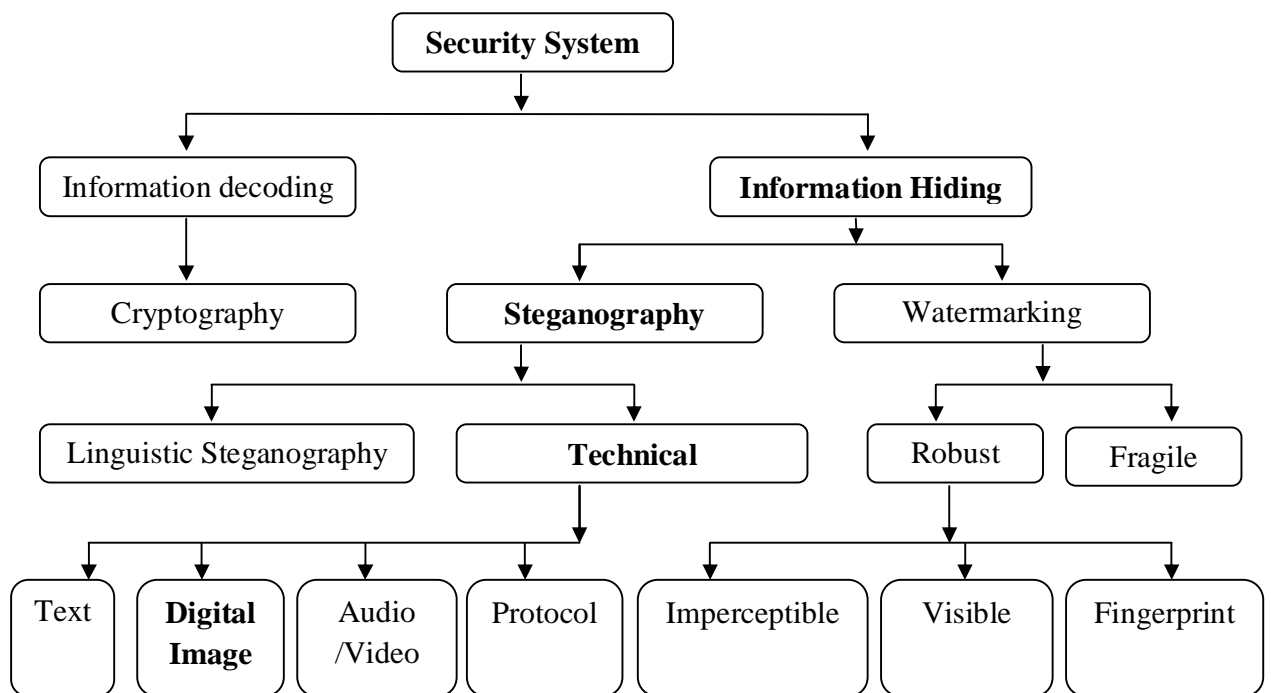 Security System
Information decoding
Information Hiding
Cryptography
Steganography
Watermarking
Linguistic Steganography
Technical
Robust
Fragile
Text
Digital
Image
Audio
/Video
Protocol
Imperceptible
Visible
Fingerprint